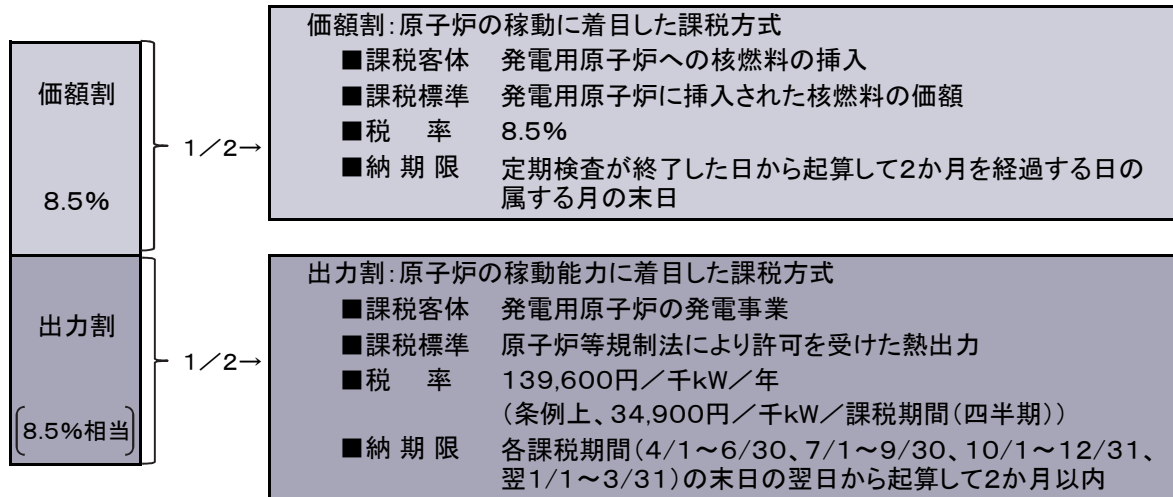 価額割
8.5%
1/2→
価額割:原子炉の稼動に着目した課税方式
■課税客体 発電用原子炉への核燃料の挿入
■課税標準 発電用原子炉に挿入された核燃料の価額
■税 率 8.5%
■納 期 限 定期検査が終了した日から起算して2か月を経過する日の
属する月の末日
出力割
[8.5%相当]
1/2→
出力割:原子炉の稼動能力に着目した課税方式
■課税客体 発電用原子炉の発電事業
■課税標準 原子炉等規制法により許可を受けた熱出力
■税 率 139,600円/千kW/年
(条例上、34,900円/千kW/課税期間(四半期))
■納 期 限 各課税期間(4/1~6/30、7/1~9/30、10/1~12/31、
翌1/1~3/31)の末日の翌日から起算して2か月以内